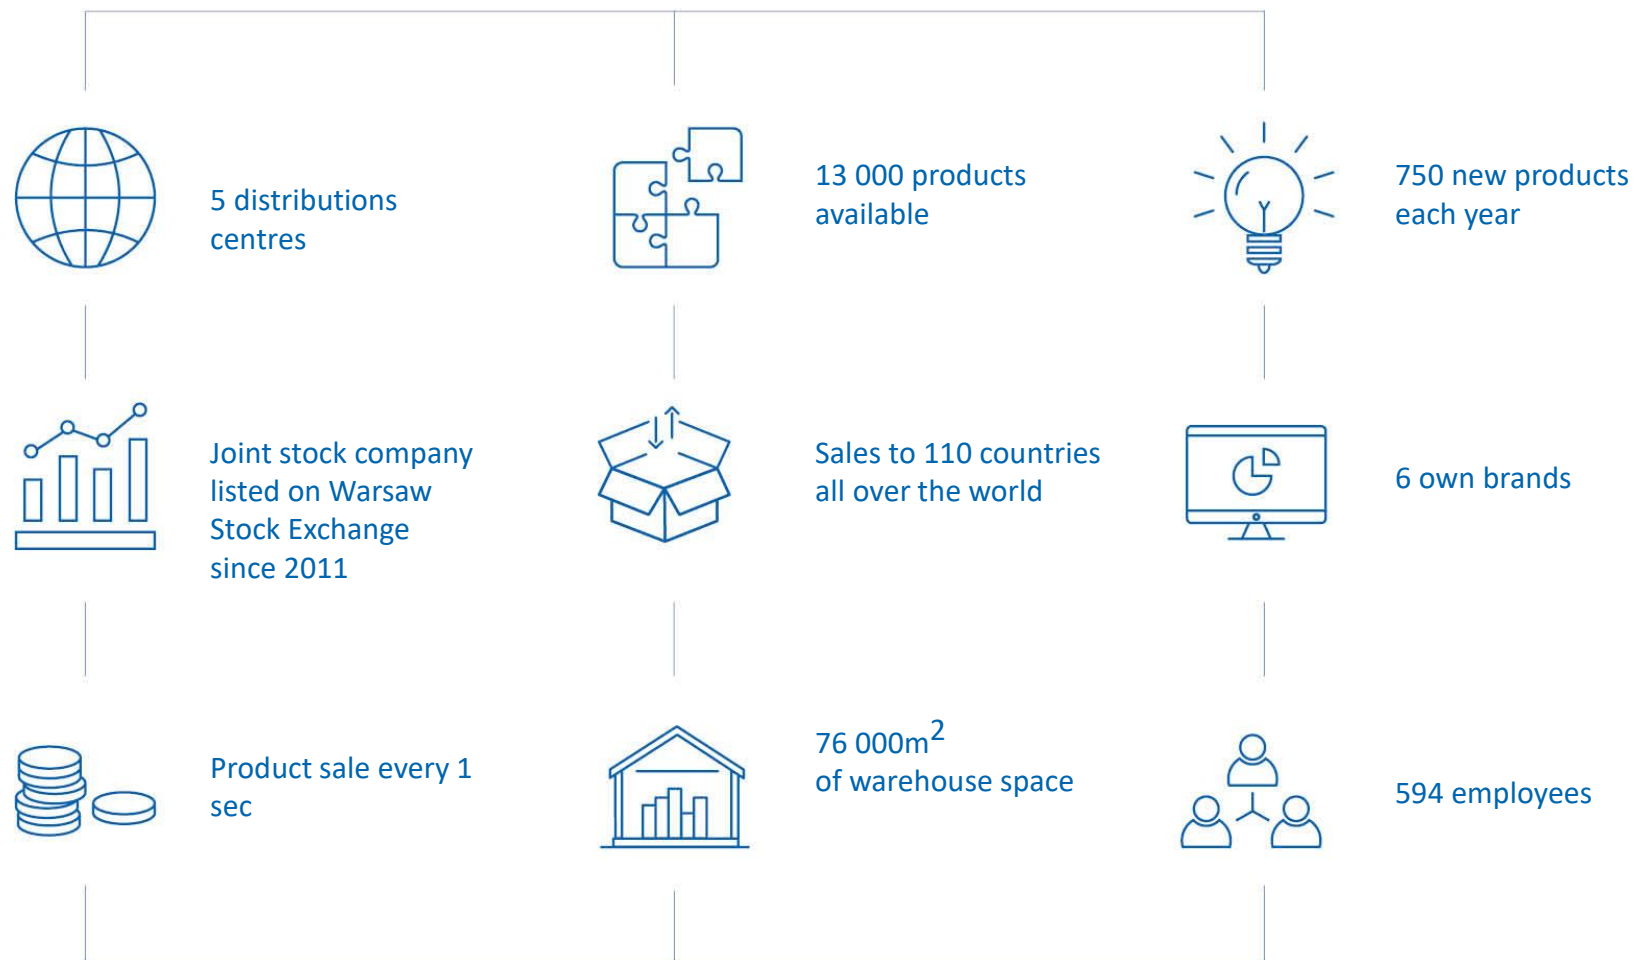 5 distributions
centres
13 000 products
available
750 new products
each year
Joint stock company
listed on Warsaw
Stock Exchange
since 2011
Sales to 110 countries
all over the world
6 own brands
Product sale every 1
sec
76 000m²
of warehouse space
594 employees